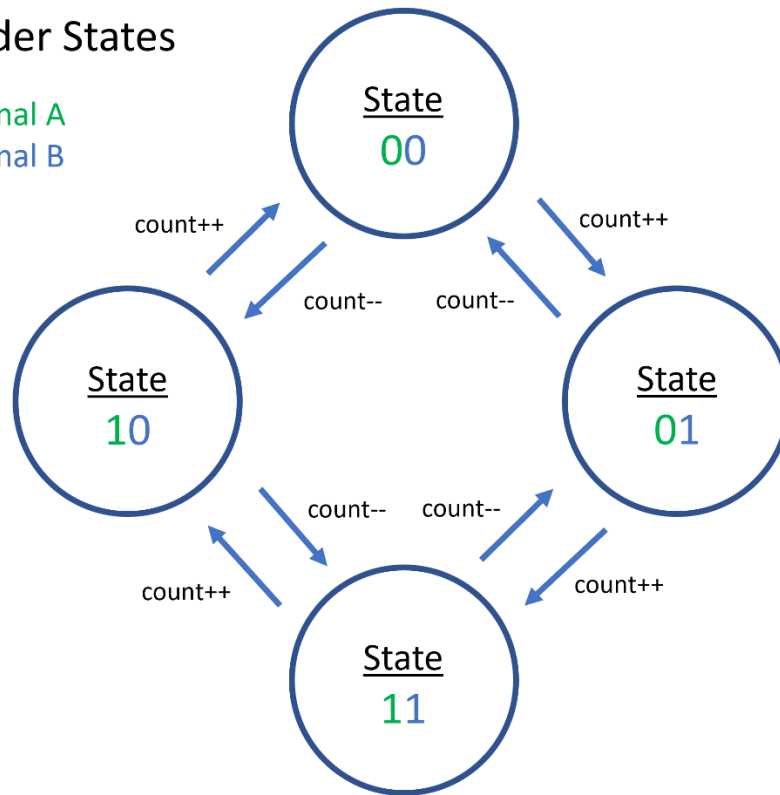 der States
nal A
nal B
State
00
count++
count++
count--
count--
State
10
State
01
count--
count--
count++
count++
State
11